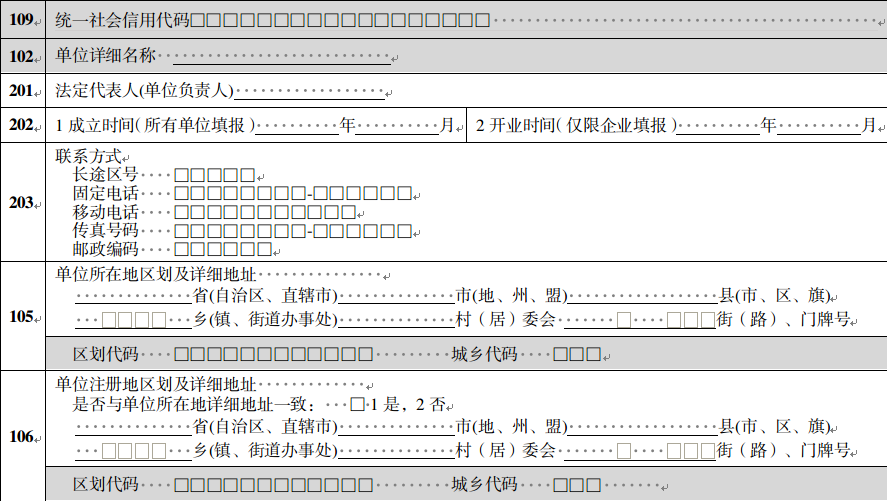 109 统一社会信用代码□□□□□□□□□□□□□□□□□□
102 单位详细名称
201 法定代表人(单位负责人)
202 1 成立时间（所有单位填报） 年 月 2 开业时间（仅限企业填报） 年 月
203 联系方式
长途区号 □□□□□
固定电话 □□□□□□□□-□□□□□□
移动电话 □□□□□□□□□□□
传真号码 □□□□□□□□-□□□□□□
邮政编码 □□□□□□
105 单位所在地区划及详细地址
省(自治区、直辖市) 市(地、州、盟) 县(市、区、旗)
□□□□ 乡(镇、街道办事处) 村（居）委会 □ □□□街（路）、门牌号
区划代码 □□□□□□□□□□□□ 城乡代码 □□□
106 单位注册地区划及详细地址
是否与单位所在地详细地址一致： □ 1 是，2 否
省(自治区、直辖市) 市(地、州、盟) 县(市、区、旗)
□□□□ 乡(镇、街道办事处) 村（居）委会 □ □□□街（路）、门牌号
区划代码 □□□□□□□□□□□□ 城乡代码 □□□